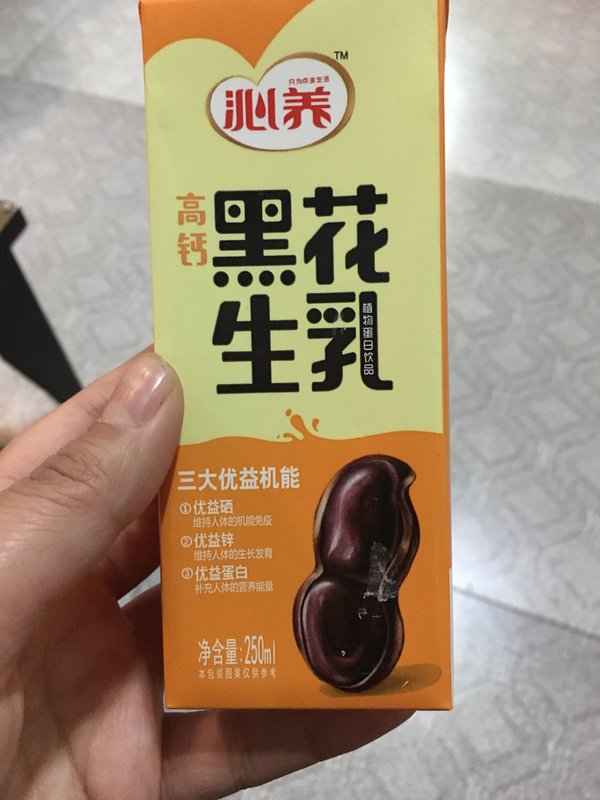 TM
只为点滴生活
沁养
高钙
黑花
生乳
植物蛋白饮品
三大优益机能
①优益硒
维持人体的机能免疫
②优益锌
维持人体的生长发育
③优益蛋白
补充人体的营养能量
净含量:250ml
本包装图案仅供参考